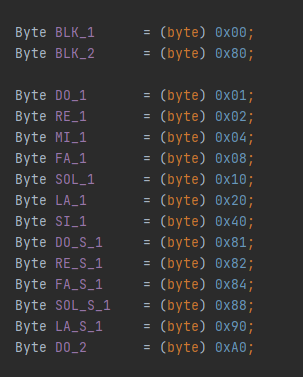 Byte BLK_1      = (byte) 0x00;
Byte BLK_2      = (byte) 0x80;

Byte DO_1       = (byte) 0x01;
Byte RE_1       = (byte) 0x02;
Byte MI_1       = (byte) 0x04;
Byte FA_1       = (byte) 0x08;
Byte SOL_1      = (byte) 0x10;
Byte LA_1       = (byte) 0x20;
Byte SI_1       = (byte) 0x40;
Byte DO_S_1     = (byte) 0x81;
Byte RE_S_1     = (byte) 0x82;
Byte FA_S_1     = (byte) 0x84;
Byte SOL_S_1    = (byte) 0x88;
Byte LA_S_1     = (byte) 0x90;
Byte DO_2       = (byte) 0xA0;